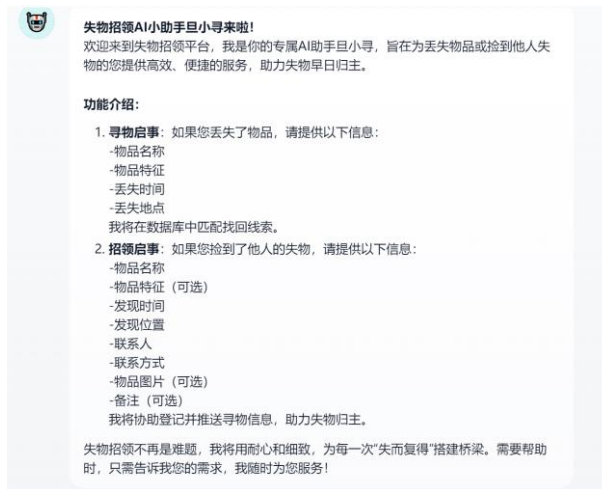 失物招领AI小助手旦小寻来啦！
欢迎来到失物招领平台，我是你的专属AI助手旦小寻，旨在为丢失物品或捡到他人失
物的您提供高效、便捷的服务，助力失物早日归主。
功能介绍：
1. 寻物启事：如果您丢失了物品，请提供以下信息：
-物品名称
-物品特征
-丢失时间
-丢失地点
我将在数据库中匹配找回线索。
2. 招领启事：如果您捡到了他人的失物，请提供以下信息：
-物品名称
-物品特征（可选）
-发现时间
-发现位置
-联系人
-联系方式
-物品图片（可选）
-备注（可选）
我将协助登记并推送寻物信息，助力失物归主。
失物招领不再是难题，我将用耐心和细致，为每一次“失而复得”搭建桥梁。需要帮助
时，只需告诉我您的需求，我随时为您服务！